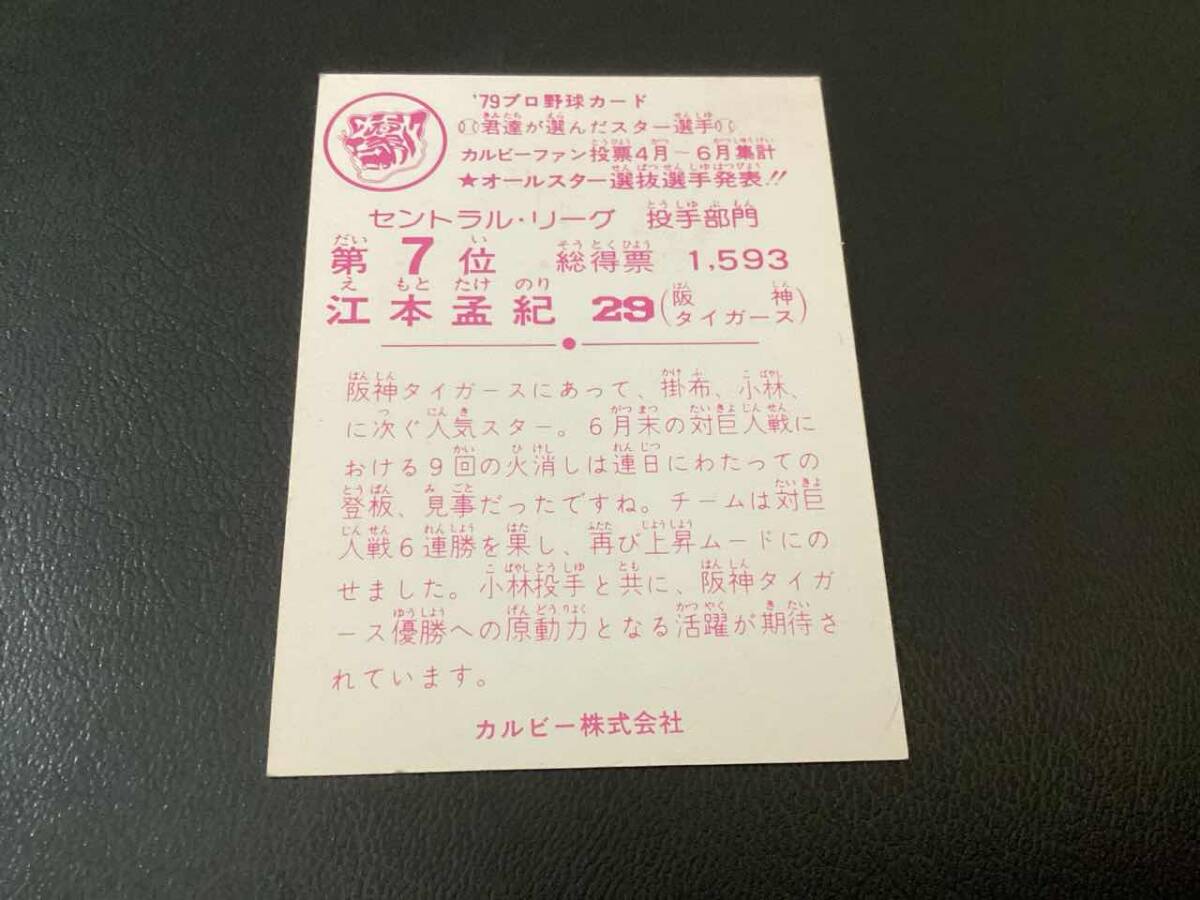 '79プロ野球カード
君達が選んだスター選手
カルビーファン投票4月－6月集計
★オールスター選抜選手発表!!
セントラル・リーグ 投手部門
第7位 総得票 1,593
江本孟紀 29(阪神タイガース)
阪神タイガースにあって、掛布、小林、
に次ぐ人気スター。6月末の対巨人戦に
おける9回の火消しは連日にわたっての
登板、見事だったですね。チームは対巨
人戦6連勝を果し、再び上昇ムードにの
せました。小林投手と共に、阪神タイガ
ース優勝への原動力となる活躍が期待さ
れています。
カルビー株式会社